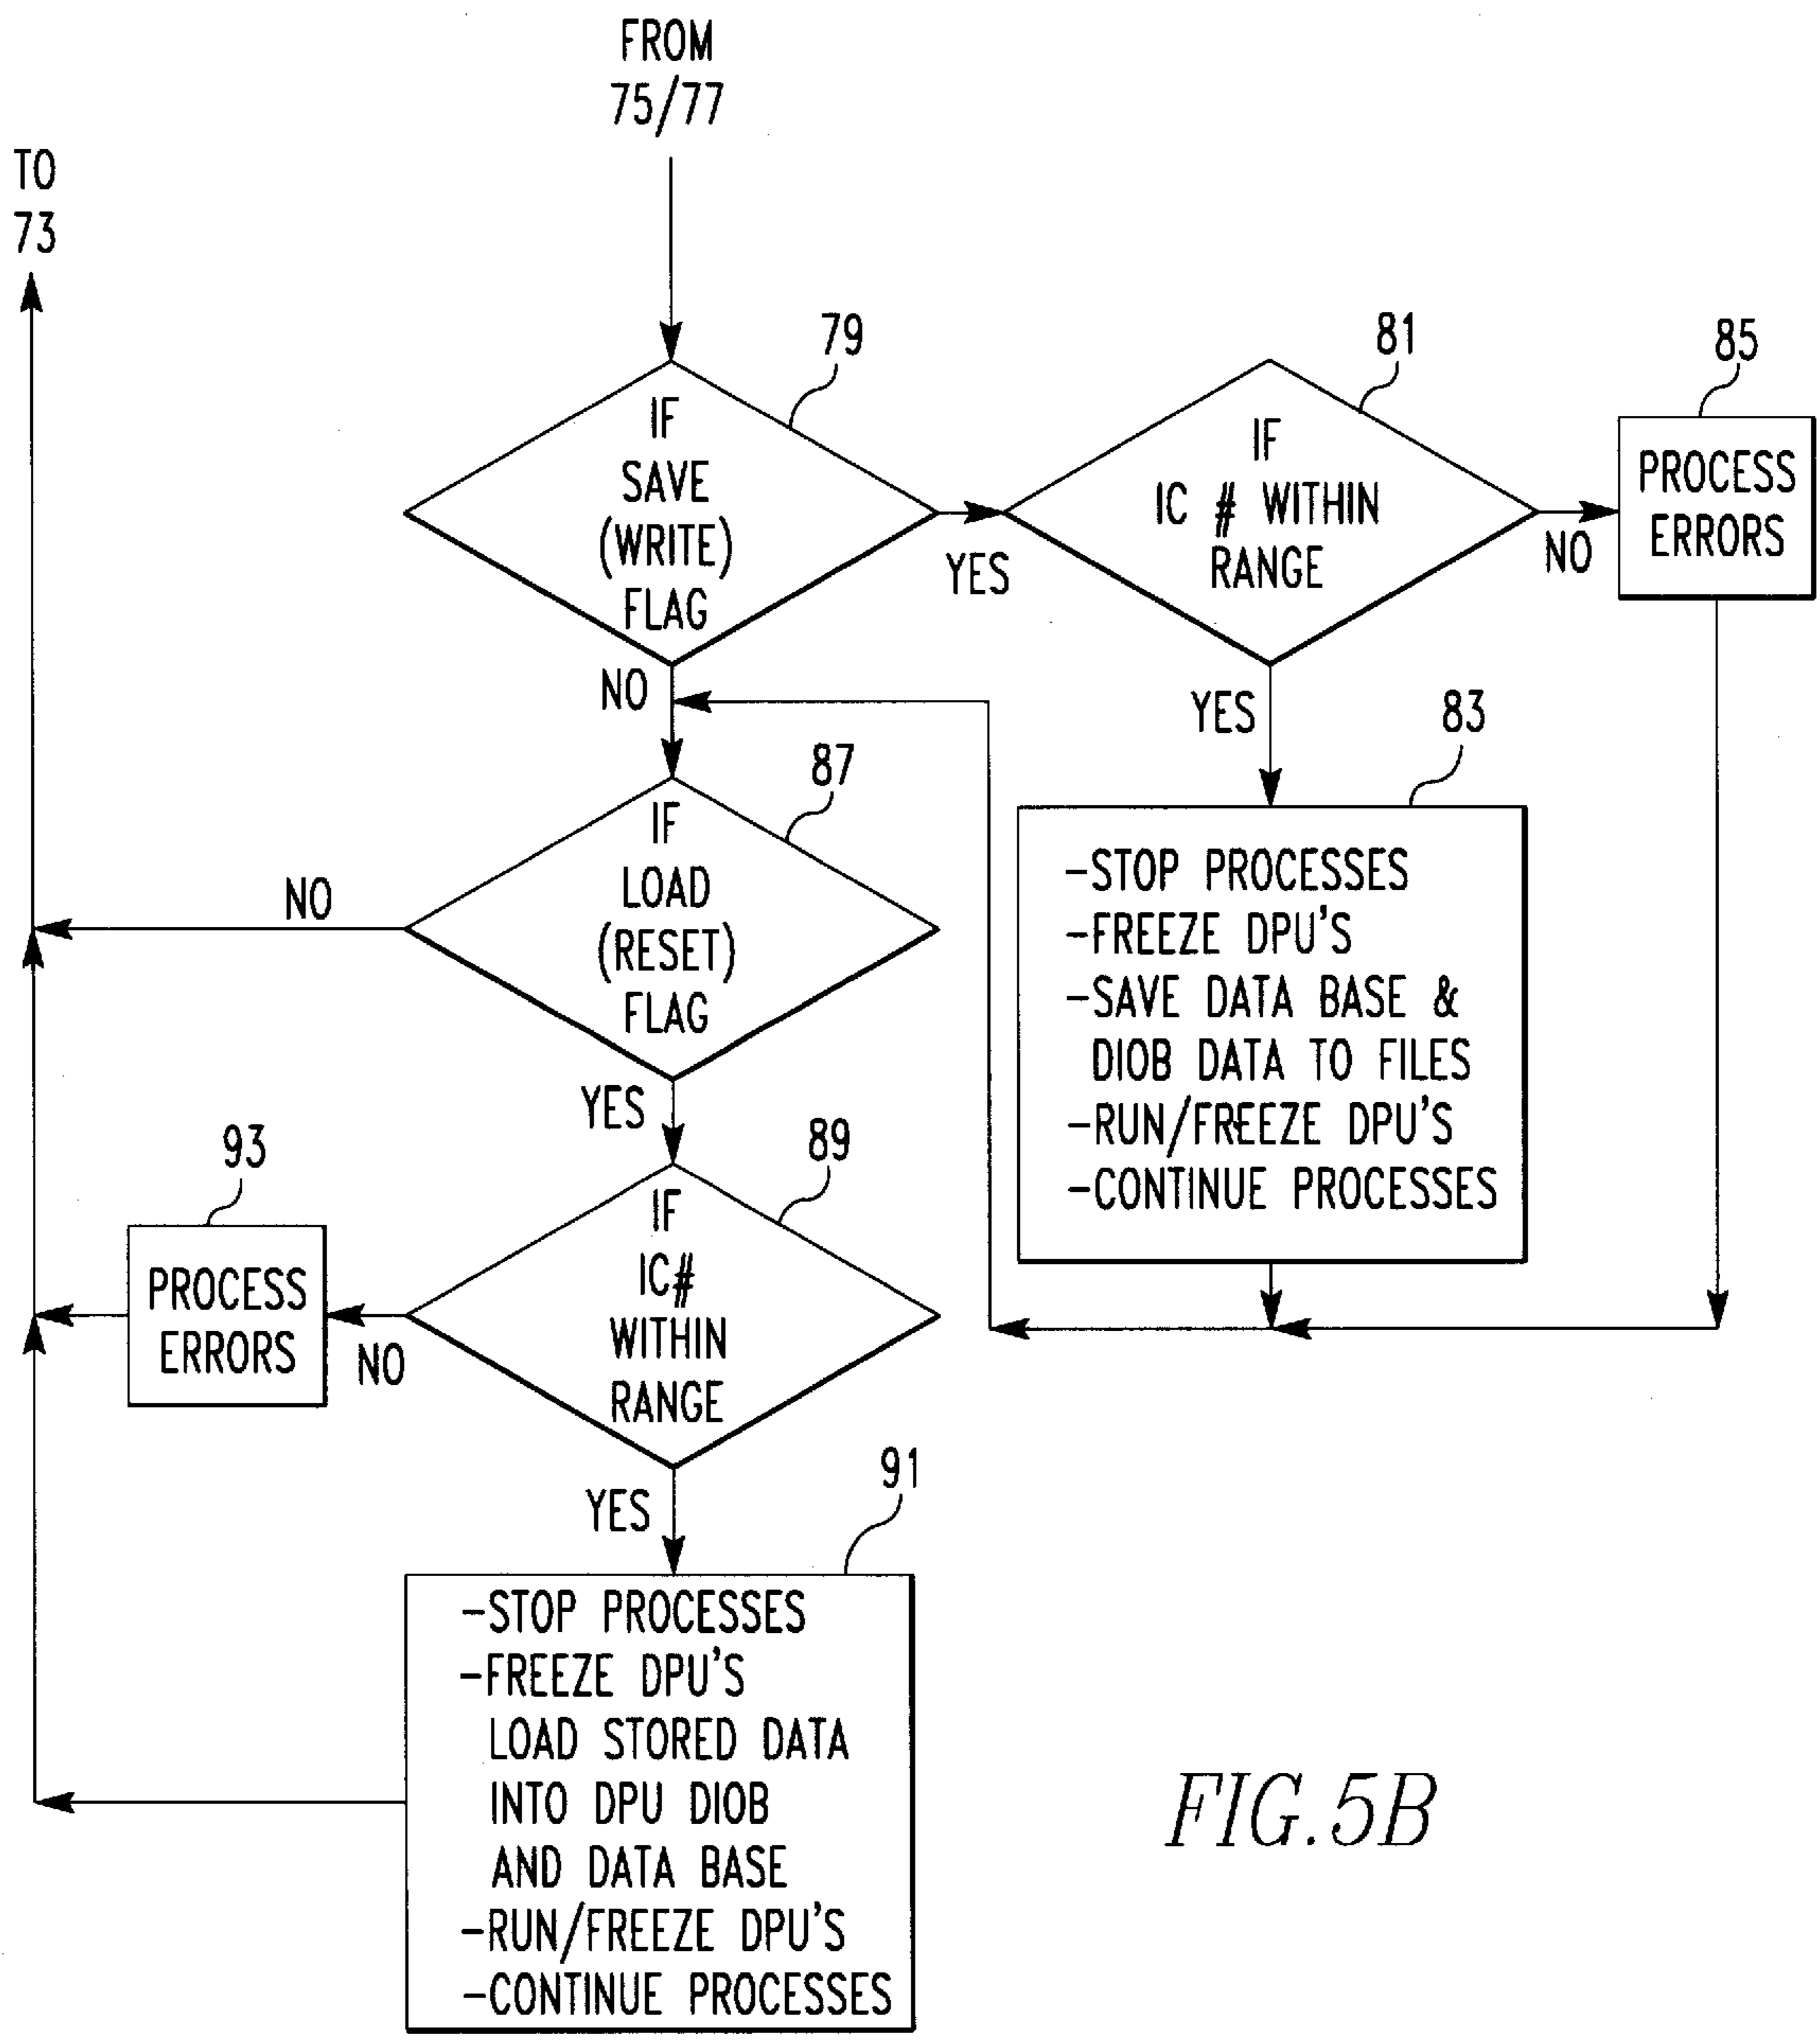 FROM
75/77
TO
73
79
81
85
IF
SAVE
(WRITE)
FLAG
YES
IF
IC # WITHIN
RANGE
NO
PROCESS
ERRORS
NO
YES
83
87
IF
LOAD
(RESET)
FLAG
NO
-STOP PROCESSES
-FREEZE DPU'S
-SAVE DATA BASE &
DIOB DATA TO FILES
-RUN/FREEZE DPU'S
-CONTINUE PROCESSES
YES
93
89
IF
IC#
WITHIN
RANGE
PROCESS
ERRORS
NO
YES
91
-STOP PROCESSES
-FREEZE DPU'S
LOAD STORED DATA
INTO DPU DIOB
AND DATA BASE
-RUN/FREEZE DPU'S
-CONTINUE PROCESSES
FIG.5B